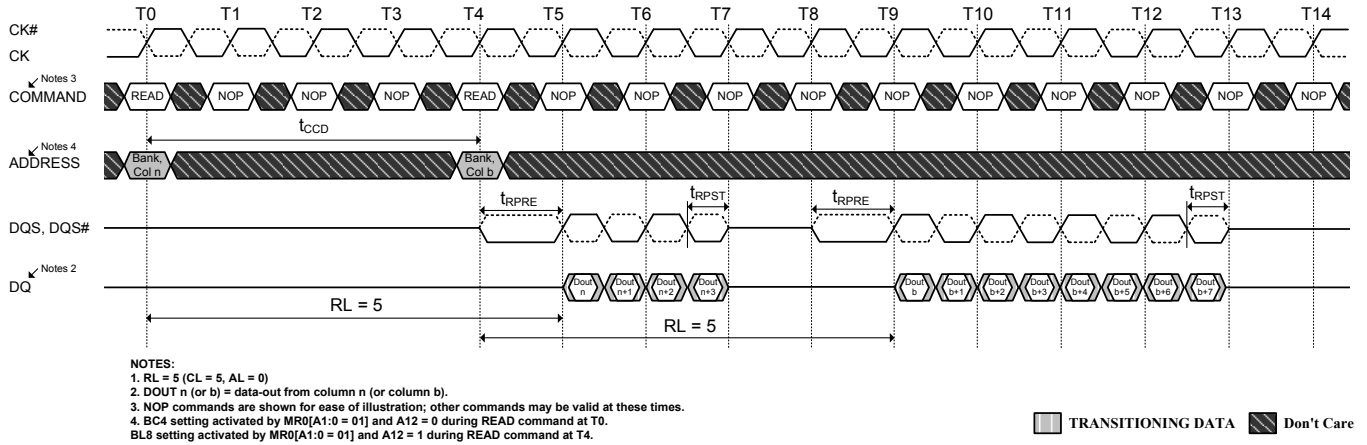 T0 T1 T2 T3 T4 T5 T6 T7 T8 T9 T10 T11 T12 T13 T14
CK#
CK
Notes 3
COMMAND READ NOP NOP NOP READ NOP NOP NOP NOP NOP NOP NOP NOP NOP NOP
tCCD
Notes 4
ADDRESS
Bank, Col n
Bank, Col b
tRPRE tRPST tRPRE tRPST
DQS, DQS#
Notes 2
DQ
Dout n Dout n+1 Dout n+2 Dout n+3 Dout b Dout b+1 Dout b+2 Dout b+3 Dout b+4 Dout b+5 Dout b+6 Dout b+7
RL = 5
RL = 5
NOTES:
1. RL = 5 (CL = 5, AL = 0)
2. DOUT n (or b) = data-out from column n (or column b).
3. NOP commands are shown for ease of illustration; other commands may be valid at these times.
4. BC4 setting activated by MR0[A1:0 = 01] and A12 = 0 during READ command at T0.
BL8 setting activated by MR0[A1:0 = 01] and A12 = 1 during READ command at T4.
TRANSITIONING DATA Don't Care